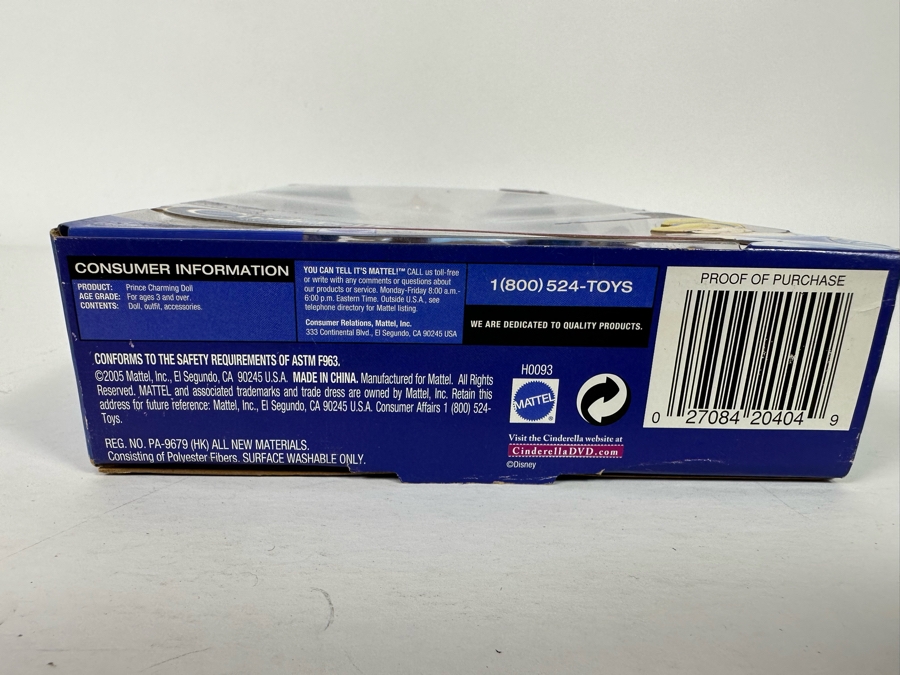 CONSUMER INFORMATION
PRODUCT: Prince Charming Doll
AGE GRADE: For ages 3 and over.
CONTENTS: Doll, outfit, accessories.
YOU CAN TELL IT'S MATTEL!™ CALL us toll-free
or write with any comments or questions about
our products or service. Monday-Friday 8:00 a.m.-
6:00 p.m. Eastern Time. Outside U.S.A., see
telephone directory for Mattel listing.
Consumer Relations, Mattel, Inc.
333 Continental Blvd., El Segundo, CA 90245 USA
1(800) 524-TOYS
WE ARE DEDICATED TO QUALITY PRODUCTS.
PROOF OF PURCHASE
0 27084 20404 9
CONFORMS TO THE SAFETY REQUIREMENTS OF ASTM F963.
©2005 Mattel, Inc., El Segundo, CA 90245 U.S.A. MADE IN CHINA. Manufactured for Mattel. All Rights
Reserved. MATTEL and associated trademarks and trade dress are owned by Mattel, Inc. Retain this
address for future reference: Mattel, Inc., El Segundo, CA 90245 U.S.A. Consumer Affairs 1 (800) 524-
Toys.
REG. NO. PA-9679 (HK) ALL NEW MATERIALS.
Consisting of Polyester Fibers. SURFACE WASHABLE ONLY.
H0093
MATTEL
®
Visit the Cinderella website at
CinderellaDVD.com
©Disney